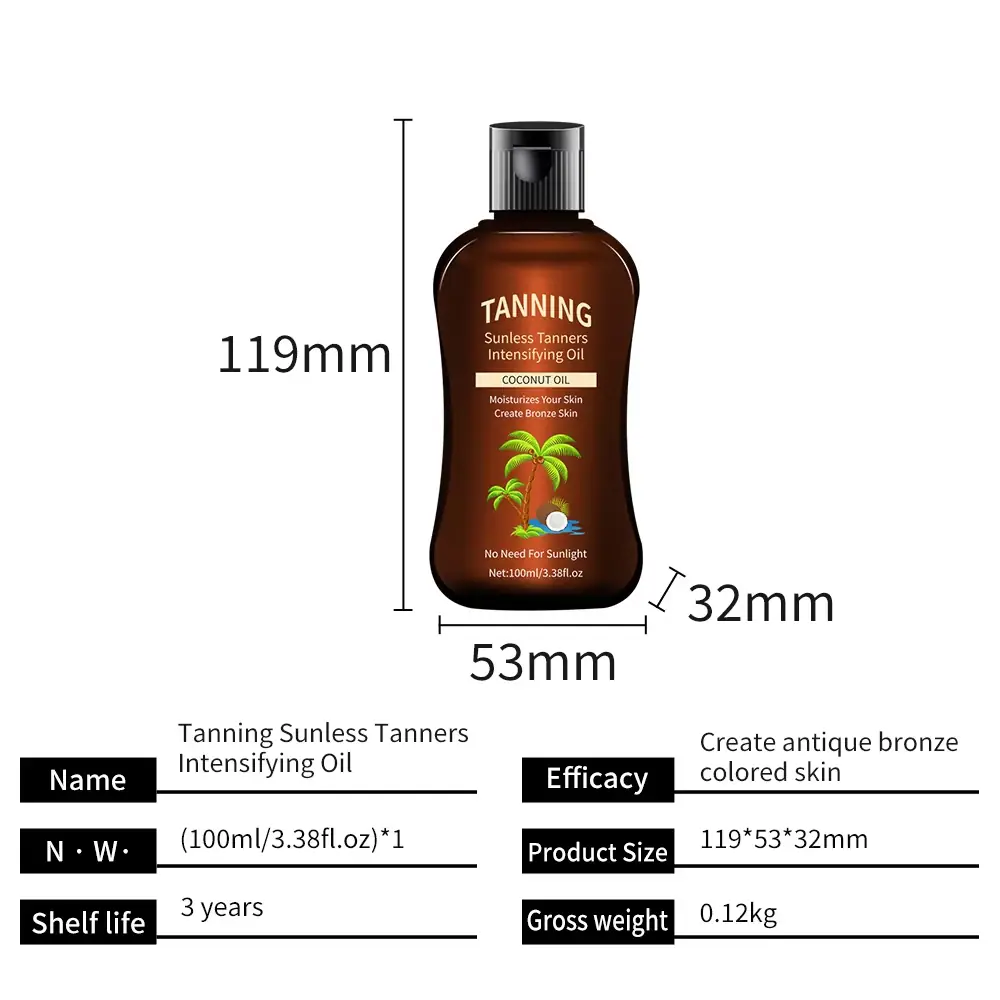 119mm
TANNING
Sunless Tanners
Intensifying Oil
COCONUT OIL
Moisturizes Your Skin
Create Bronze Skin
No Need For Sunlight
Net:100ml/3.38fl.oz
32mm
53mm
Name
Tanning Sunless Tanners
Intensifying Oil
N·W·
(100ml/3.38fl.oz)*1
Shelf life
3 years
Efficacy
Create antique bronze
colored skin
Product Size
119*53*32mm
Gross weight
0.12kg